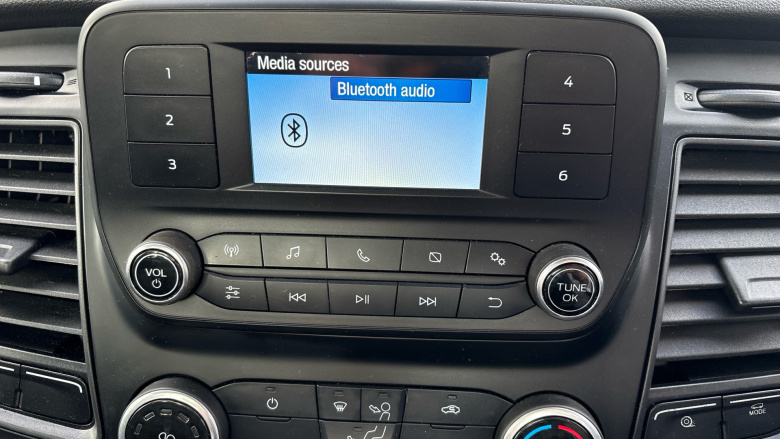 Media sources
Bluetooth audio
1
2
3
4
5
6
VOL
TUNE
OK
MODE